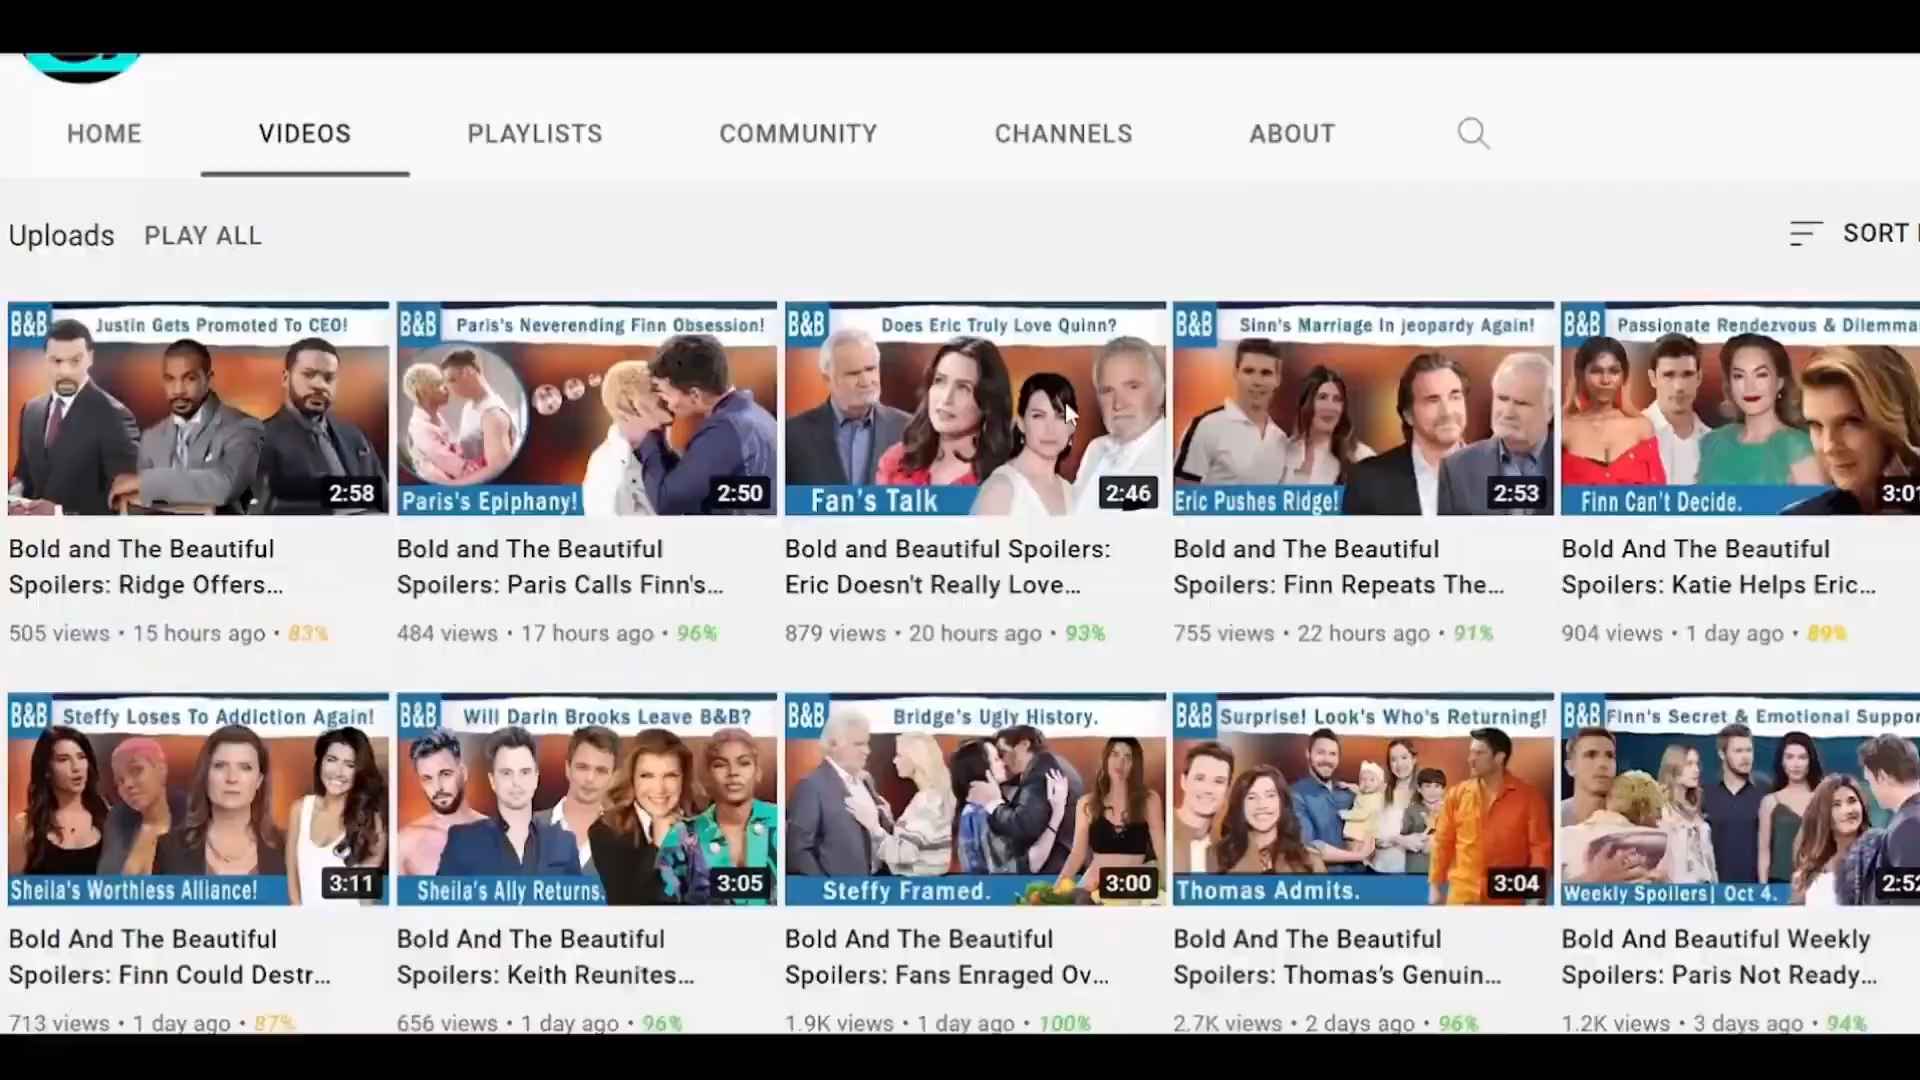 HOME VIDEOS PLAYLISTS COMMUNITY CHANNELS ABOUT
Uploads PLAY ALL SORT
B&B Justin Gets Promoted To CEO!
2:58
B&B Paris's Neverending Finn Obsession!
Paris's Epiphany! 2:50
B&B Does Eric Truly Love Quinn?
Fan's Talk 2:46
B&B Sinn's Marriage In jeopardy Again!
Eric Pushes Ridge! 2:53
B&B Passionate Rendezvous & Dilemma
Finn Can't Decide. 3:01
Bold and The Beautiful
Spoilers: Ridge Offers...
505 views • 15 hours ago • 83%
Bold and The Beautiful
Spoilers: Paris Calls Finn's...
484 views • 17 hours ago • 96%
Bold and Beautiful Spoilers:
Eric Doesn't Really Love...
879 views • 20 hours ago • 93%
Bold and The Beautiful
Spoilers: Finn Repeats The...
755 views • 22 hours ago • 91%
Bold And The Beautiful
Spoilers: Katie Helps Eric...
904 views • 1 day ago • 89%
B&B Steffy Loses To Addiction Again!
Sheila's Worthless Alliance! 3:11
B&B Will Darin Brooks Leave B&B?
Sheila's Ally Returns. 3:05
B&B Bridge's Ugly History.
Steffy Framed. 3:00
B&B Surprise! Look's Who's Returning!
Thomas Admits. 3:04
B&B Finn's Secret & Emotional Suppor
Weekly Spoilers| Oct 4. 2:52
Bold And The Beautiful
Spoilers: Finn Could Destr...
713 views • 1 day ago • 87%
Bold And The Beautiful
Spoilers: Keith Reunites...
656 views • 1 day ago • 96%
Bold And The Beautiful
Spoilers: Fans Enraged Ov...
1.9K views • 1 day ago • 100%
Bold And The Beautiful
Spoilers: Thomas's Genuin...
2.7K views • 2 days ago • 96%
Bold And Beautiful Weekly
Spoilers: Paris Not Ready...
1.2K views • 3 days ago • 94%